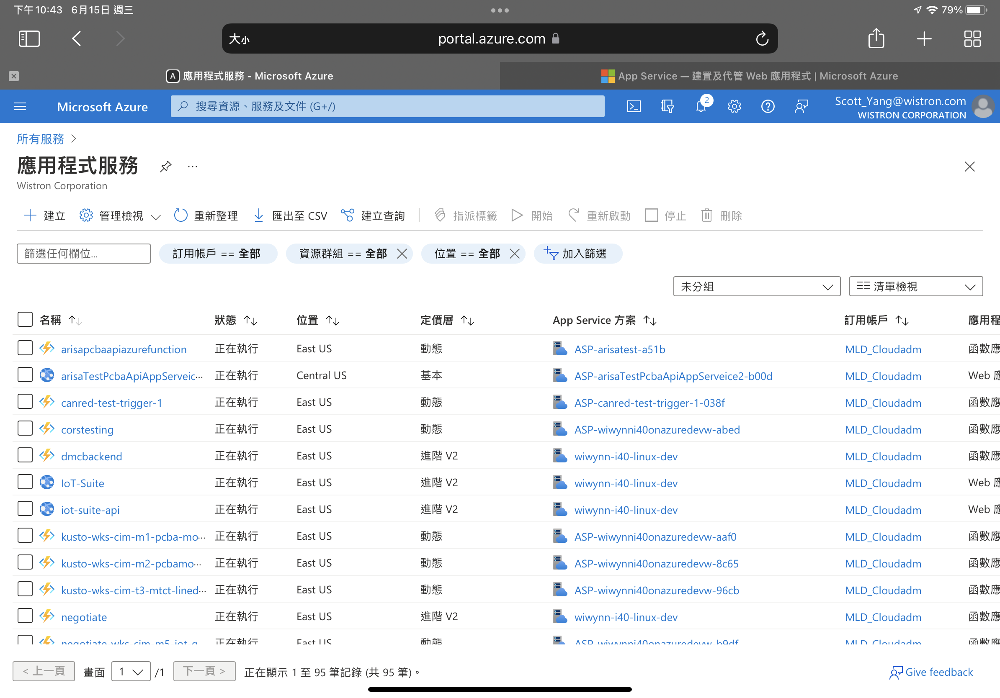 下午10:43 6月15日 週三 79%
大小 portal.azure.com
A 應用程式服務 - Microsoft Azure App Service — 建置及代管 Web 應用程式 | Microsoft Azure
Microsoft Azure 搜尋資源、服務及文件 (G+/) 2 Scott_Yang@wistron.com
WISTRON CORPORATION
所有服務 >
應用程式服務 ...
Wistron Corporation
建立 管理檢視 重新整理 匯出至 CSV 建立查詢 指派標籤 開始 重新啟動 停止 刪除
篩選任何欄位... 訂用帳戶 == 全部 資源群組 == 全部 位置 == 全部 加入篩選
未分組 清單檢視
名稱 ↑↓ 狀態 ↑↓ 位置 ↑↓ 定價層 ↑↓ App Service 方案 ↑↓ 訂用帳戶 ↑↓ 應用程
arisapcbaapiazurefunction 正在執行 East US 動態 ASP-arisatest-a51b MLD_Cloudadm 函數應
arisaTestPcbaApiAppServeic... 正在執行 Central US 基本 ASP-arisaTestPcbaApiAppServeice2-b00d MLD_Cloudadm Web 應
canred-test-trigger-1 正在執行 East US 動態 ASP-canred-test-trigger-1-038f MLD_Cloudadm 函數應
corstesting 正在執行 East US 動態 ASP-wiwynni40onazuredevw-abed MLD_Cloudadm 函數應
dmcbackend 正在執行 East US 進階 V2 wiwynn-i40-linux-dev MLD_Cloudadm 函數應
IoT-Suite 正在執行 East US 進階 V2 wiwynn-i40-linux-dev MLD_Cloudadm Web 應
iot-suite-api 正在執行 East US 進階 V2 wiwynn-i40-linux-dev MLD_Cloudadm Web 應
kusto-wks-cim-m1-pcba-mo... 正在執行 East US 動態 ASP-wiwynni40onazuredevw-aaf0 MLD_Cloudadm 函數應
kusto-wks-cim-m2-pcbamo... 正在執行 East US 動態 ASP-wiwynni40onazuredevw-8c65 MLD_Cloudadm 函數應
kusto-wks-cim-t3-mtct-lined... 正在執行 East US 動態 ASP-wiwynni40onazuredevw-96cb MLD_Cloudadm 函數應
negotiate 正在執行 East US 進階 V2 wiwynn-i40-linux-dev MLD_Cloudadm 函數應
negotiate-wks-cim-m5-iot-g 正在執行 East US 動態 ASP-wiwynni40onazuredevw-b9df MLD_Cloudadm 函數應
< 上一頁 畫面 1 /1 下一頁 > 正在顯示 1 至 95 筆記錄 (共 95 筆)。 Give feedback